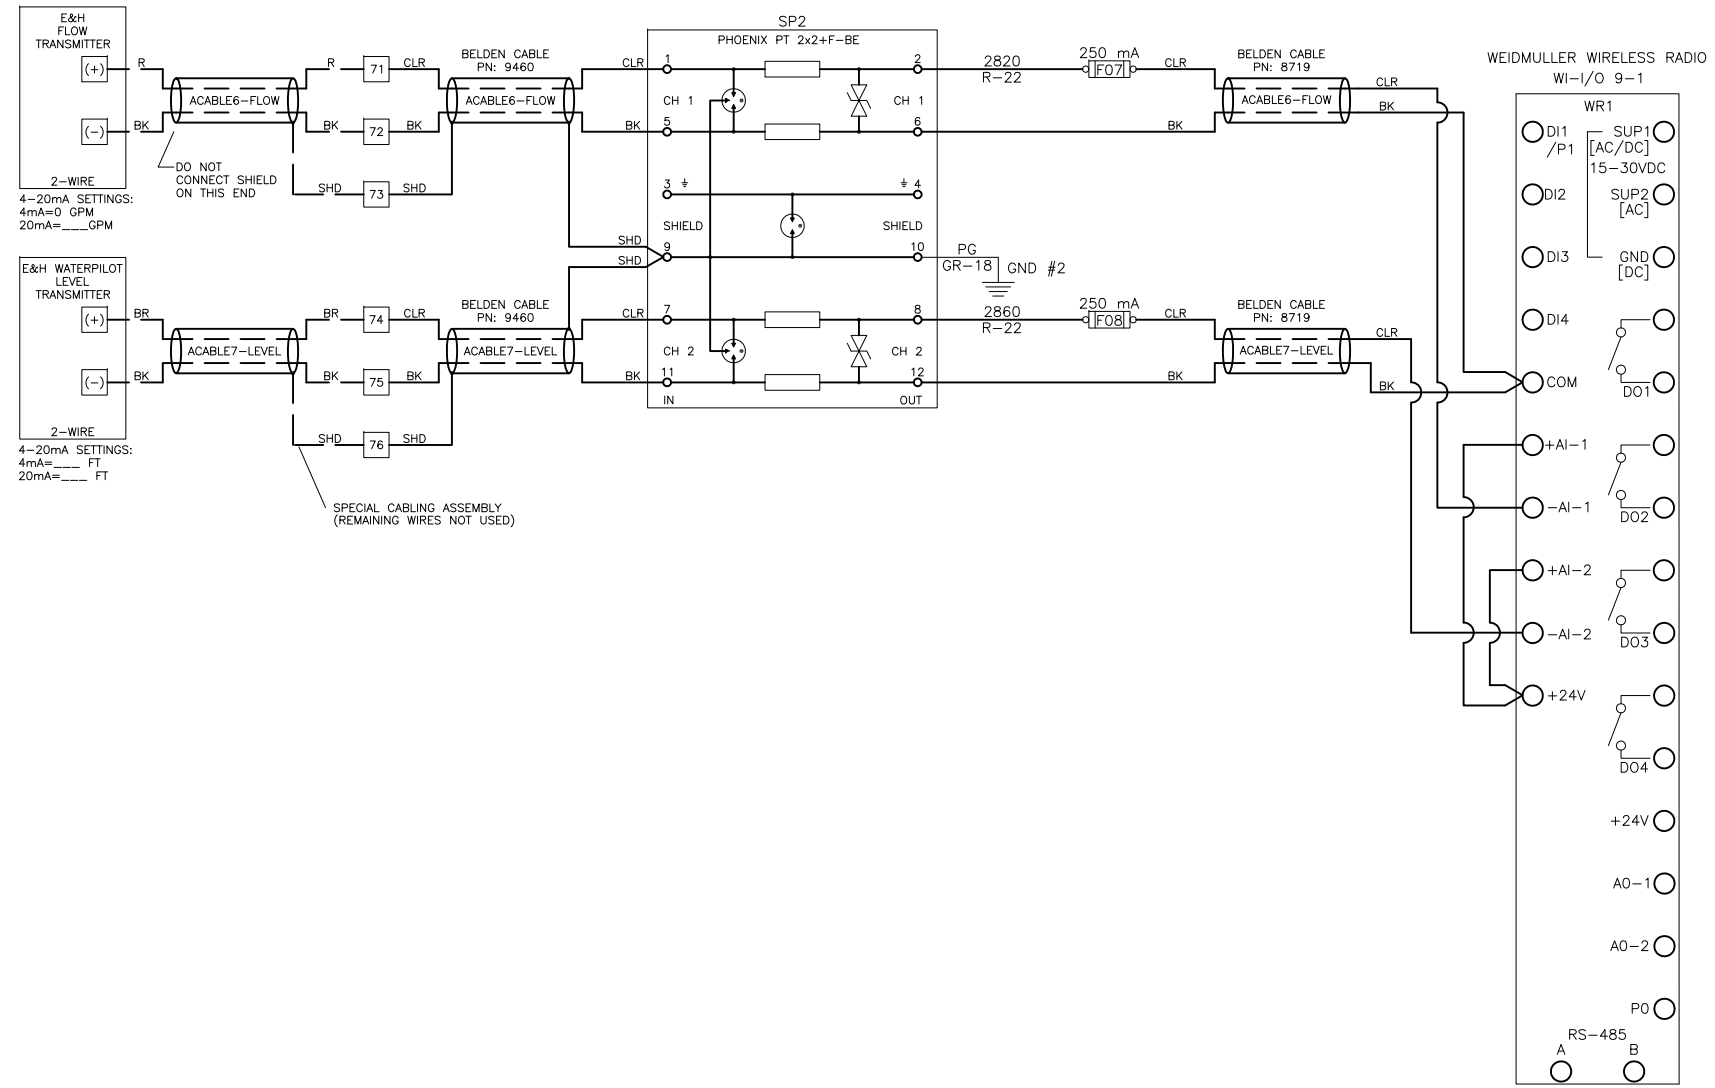 E&H
FLOW
TRANSMITTER
(+)
(-)
2-WIRE
4-20mA SETTINGS:
4mA=0 GPM
20mA=___GPM
R
BK
ACABLE6-FLOW
DO NOT
CONNECT SHIELD
ON THIS END
R
BK
SHD
71
72
73
CLR
BK
SHD
BELDEN CABLE
PN: 9460
ACABLE6-FLOW
CLR
BK
SHD
SHD
E&H WATERPILOT
LEVEL
TRANSMITTER
(+)
(-)
2-WIRE
4-20mA SETTINGS:
4mA=___ FT
20mA=___ FT
BR
BK
ACABLE7-LEVEL
BR
BK
SHD
74
75
76
CLR
BK
SHD
SPECIAL CABLING ASSEMBLY
(REMAINING WIRES NOT USED)
BELDEN CABLE
PN: 9460
ACABLE7-LEVEL
CLR
BK
SP2
PHOENIX PT 2x2+F-BE
1
2
CH 1
CH 1
5
6
3
4
SHIELD
SHIELD
9
10
7
8
CH 2
CH 2
11
12
IN
OUT
2820
R-22
250 mA
F07
CLR
BK
BELDEN CABLE
PN: 8719
ACABLE6-FLOW
CLR
BK
PG
GR-18
GND #2
2860
R-22
250 mA
F08
CLR
BK
BELDEN CABLE
PN: 8719
ACABLE7-LEVEL
CLR
BK
WEIDMULLER WIRELESS RADIO
WI-I/O 9-1
WR1
DI1
/P1
SUP1
[AC/DC]
15-30VDC
DI2
SUP2
[AC]
DI3
GND
[DC]
DI4
COM
DO1
+AI-1
-AI-1
DO2
+AI-2
-AI-2
DO3
+24V
DO4
+24V
AO-1
AO-2
PO
RS-485
A
B